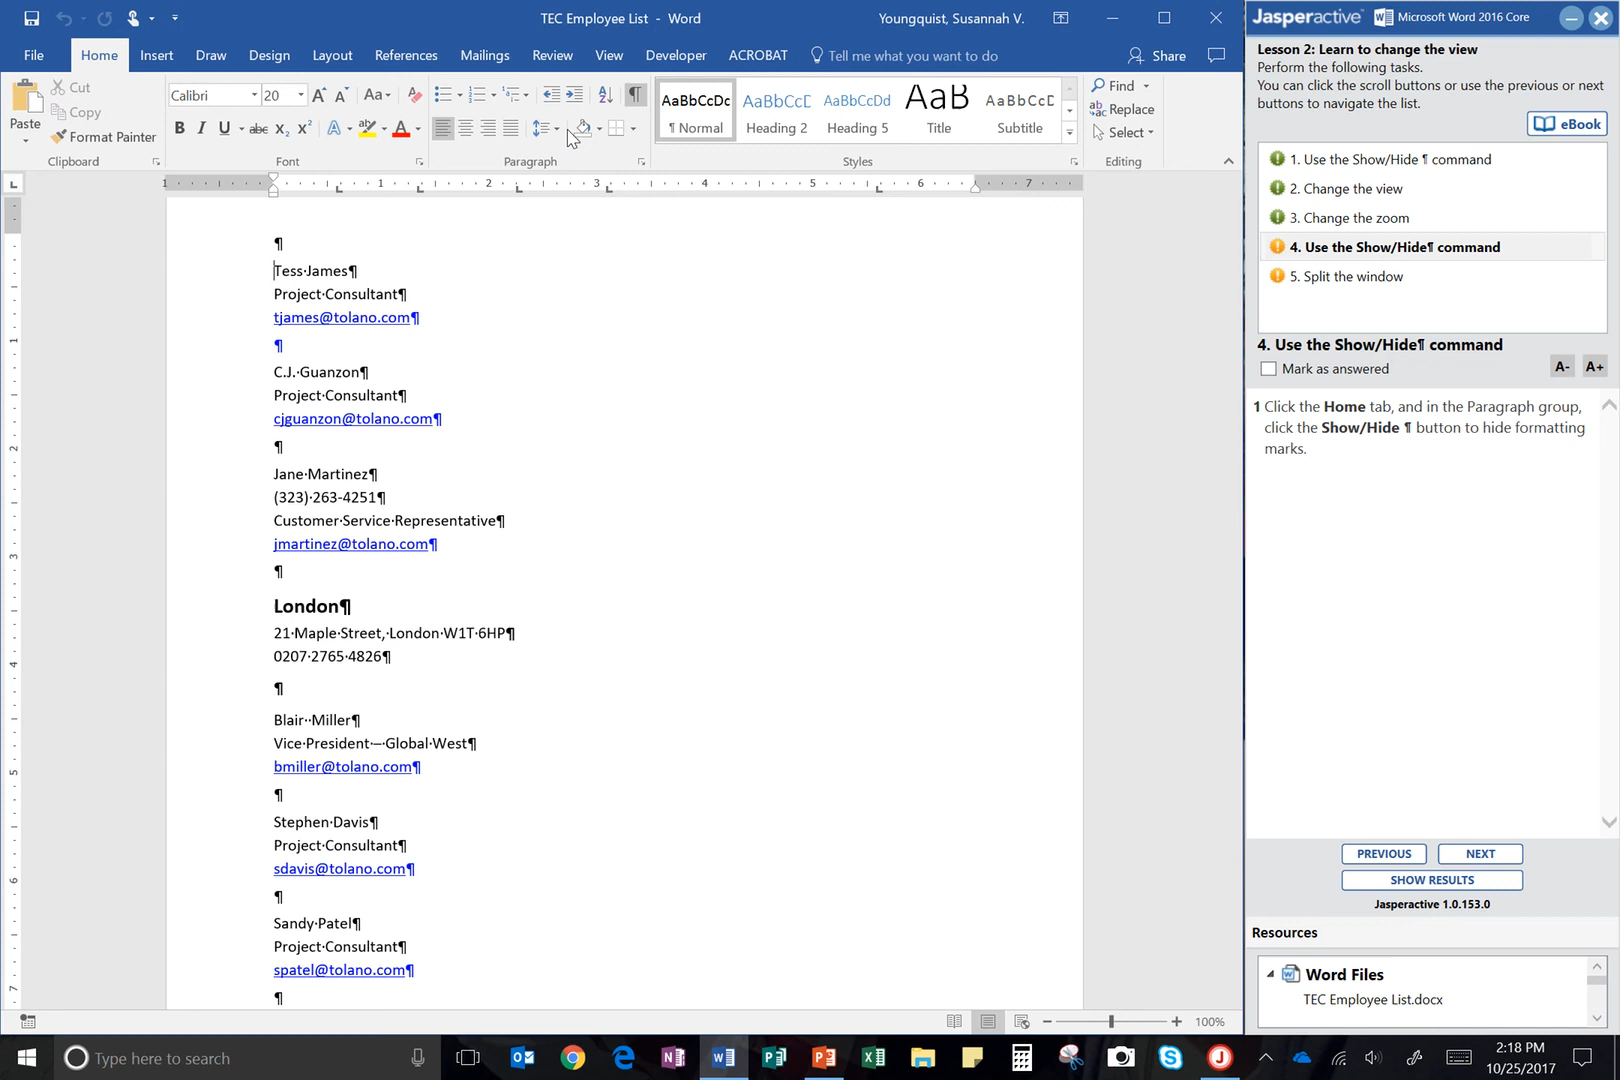 TEC Employee List - Word
Youngquist, Susannah V.
File Home Insert Draw Design Layout References Mailings Review View Developer ACROBAT Tell me what you want to do Share
Paste
Cut
Copy
Format Painter
Clipboard
Calibri 20
Font
Paragraph
AaBbCcDc
¶ Normal
AaBbCcD
Heading 2
AaBbCcDd
Heading 5
AaB
Title
AaBbCcD
Subtitle
Styles
Find
Replace
Select
Editing
1 1 2 3 4 5 6 7
¶
Tess·James¶
Project·Consultant¶
tjames@tolano.com¶
¶
C.J.·Guanzon¶
Project·Consultant¶
cjguanzon@tolano.com¶
¶
Jane·Martinez¶
(323)·263-4251¶
Customer·Service·Representative¶
jmartinez@tolano.com¶
¶
London¶
21·Maple·Street,·London·W1T·6HP¶
0207·2765·4826¶
¶
Blair··Miller¶
Vice·President·–·Global·West¶
bmiller@tolano.com¶
¶
Stephen·Davis¶
Project·Consultant¶
sdavis@tolano.com¶
¶
Sandy·Patel¶
Project·Consultant¶
spatel@tolano.com¶
¶
100%
Jasperactive™ Microsoft Word 2016 Core
Lesson 2: Learn to change the view
Perform the following tasks.
You can click the scroll buttons or use the previous or next
buttons to navigate the list.
eBook
1. Use the Show/Hide ¶ command
2. Change the view
3. Change the zoom
4. Use the Show/Hide¶ command
5. Split the window
4. Use the Show/Hide¶ command
Mark as answered
A- A+
1 Click the Home tab, and in the Paragraph group,
click the Show/Hide ¶ button to hide formatting
marks.
PREVIOUS NEXT
SHOW RESULTS
Jasperactive 1.0.153.0
Resources
Word Files
TEC Employee List.docx
Type here to search
2:18 PM
10/25/2017